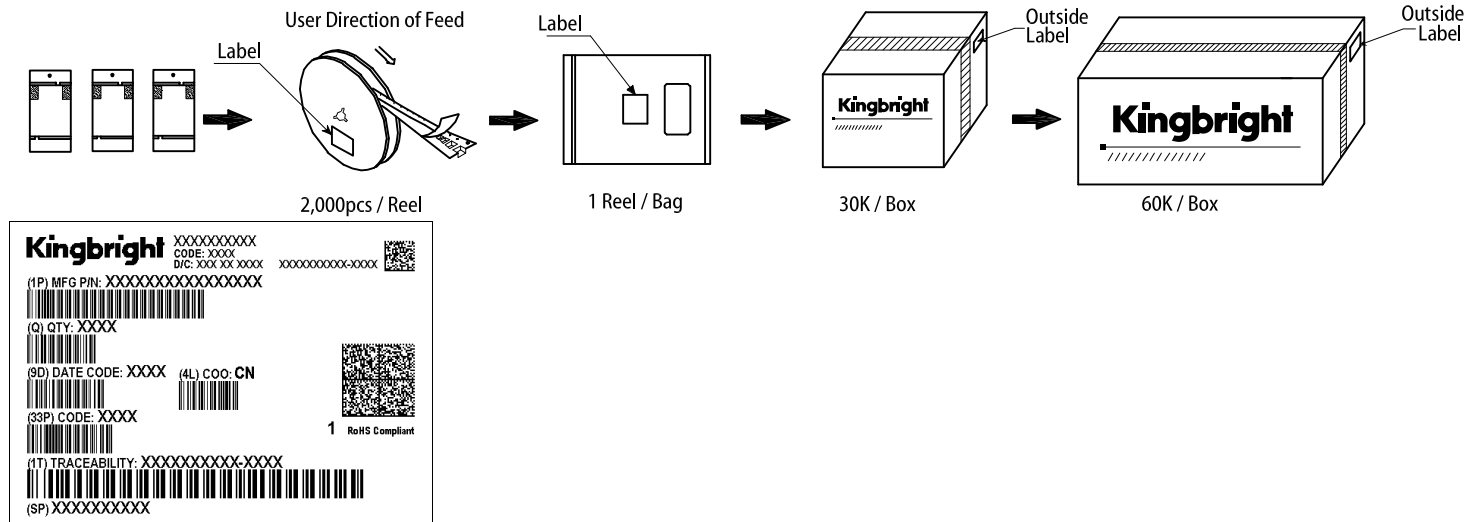 User Direction of Feed
Label
Label
Outside
Label
Outside
Label
Kingbright
Kingbright
2,000pcs / Reel
1 Reel / Bag
30K / Box
60K / Box
Kingbright
XXXXXXXXXX
CODE: XXXX
D/C: XXX XX XXXX XXXXXXXXXX-XXXX
(1P) MFG P/N: XXXXXXXXXXXXXXXX
(Q) QTY: XXXX
(9D) DATE CODE: XXXX (4L) COO: CN
(33P) CODE: XXXX
1 RoHS Compliant
(1T) TRACEABILITY: XXXXXXXXXX-XXXX
(SP) XXXXXXXXXX